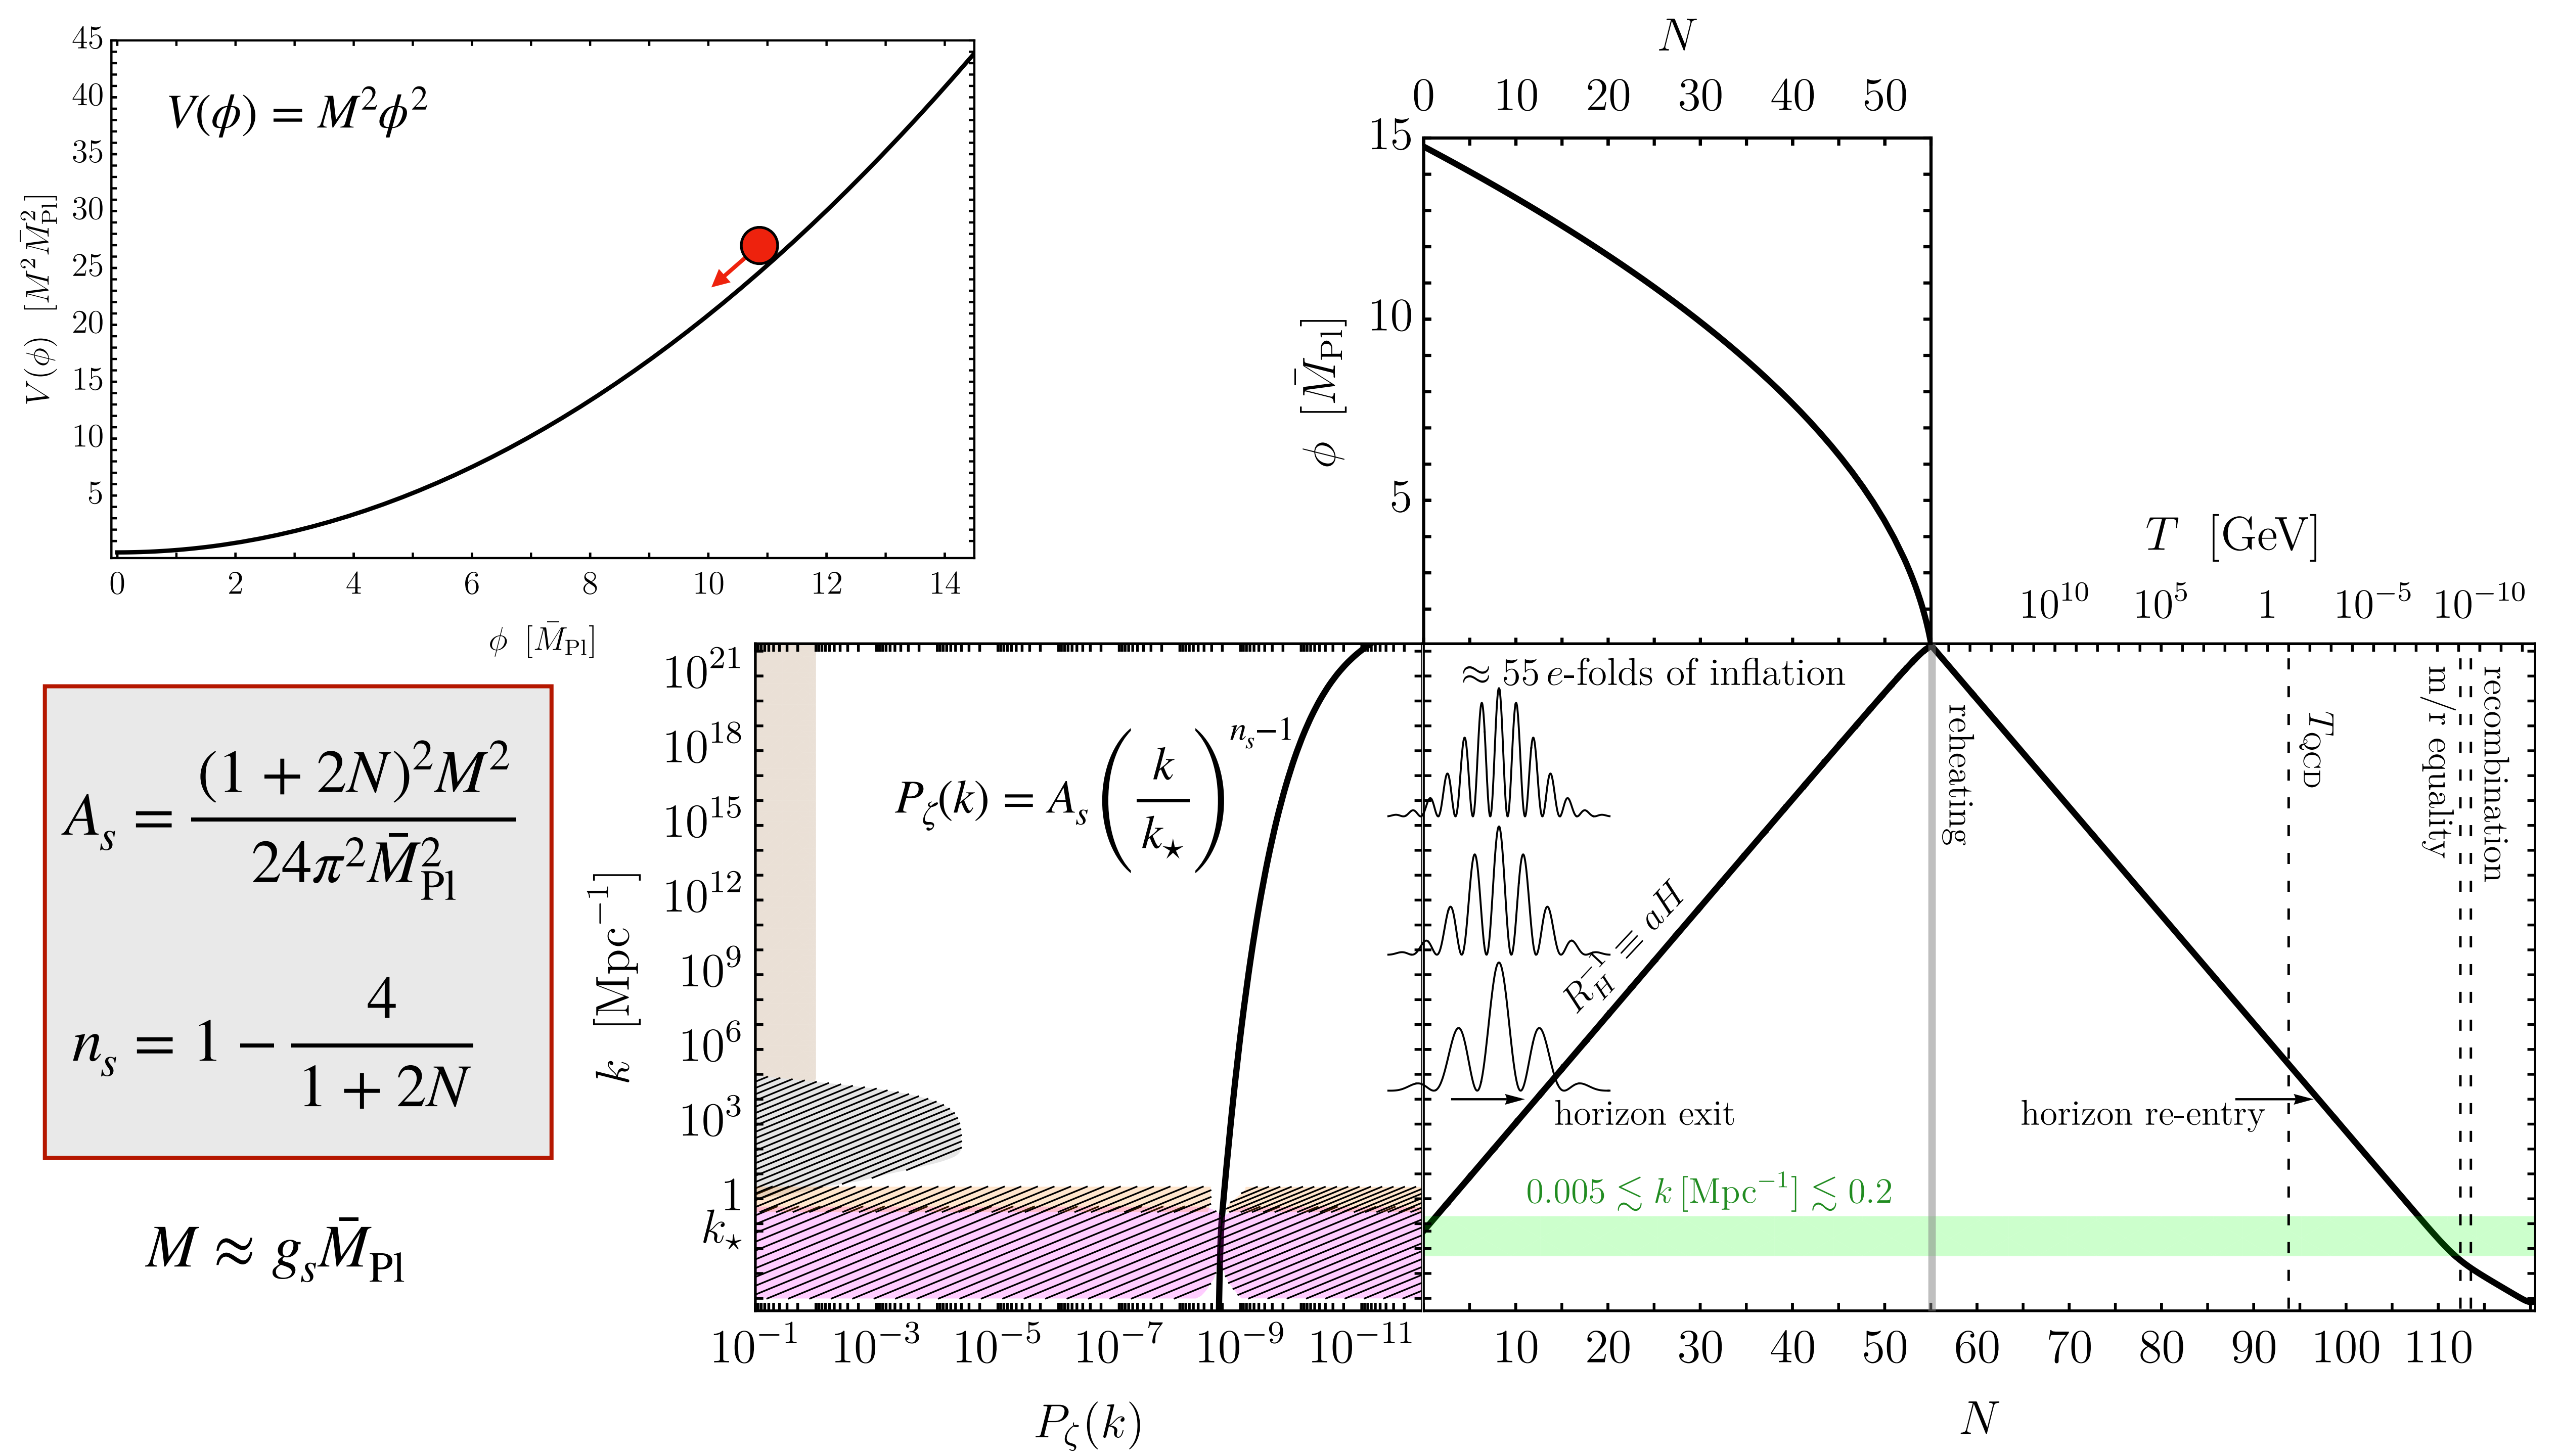 45
40
35
30
25
20
15
10
5
V(ϕ) = M²ϕ²
V(ϕ) [M² M̄²_Pl]
0 2 4 6 8 10 12 14
ϕ [M̄_Pl]
N
0 10 20 30 40 50
15
10
5
ϕ [M̄_Pl]
T [GeV]
10¹⁰ 10⁵ 1 10⁻⁵ 10⁻¹⁰
A_s = (1 + 2N)²M² / 24π²M̄²_Pl
n_s = 1 − 4 / 1 + 2N
M ≈ g_s M̄_Pl
10²¹
10¹⁸
10¹⁵
10¹²
10⁹
10⁶
10³
1
k⋆
k [Mpc⁻¹]
P_ζ(k) = A_s (k / k⋆)^{n_s−1}
10⁻¹ 10⁻³ 10⁻⁵ 10⁻⁷ 10⁻⁹ 10⁻¹¹
P_ζ(k)
≈ 55 e-folds of inflation
R_H⁻¹ ≡ aH
horizon exit
reheating
T_QCD
m/r equality
recombination
horizon re-entry
0.005 ≲ k [Mpc⁻¹] ≲ 0.2
10 20 30 40 50 60 70 80 90 100 110
N